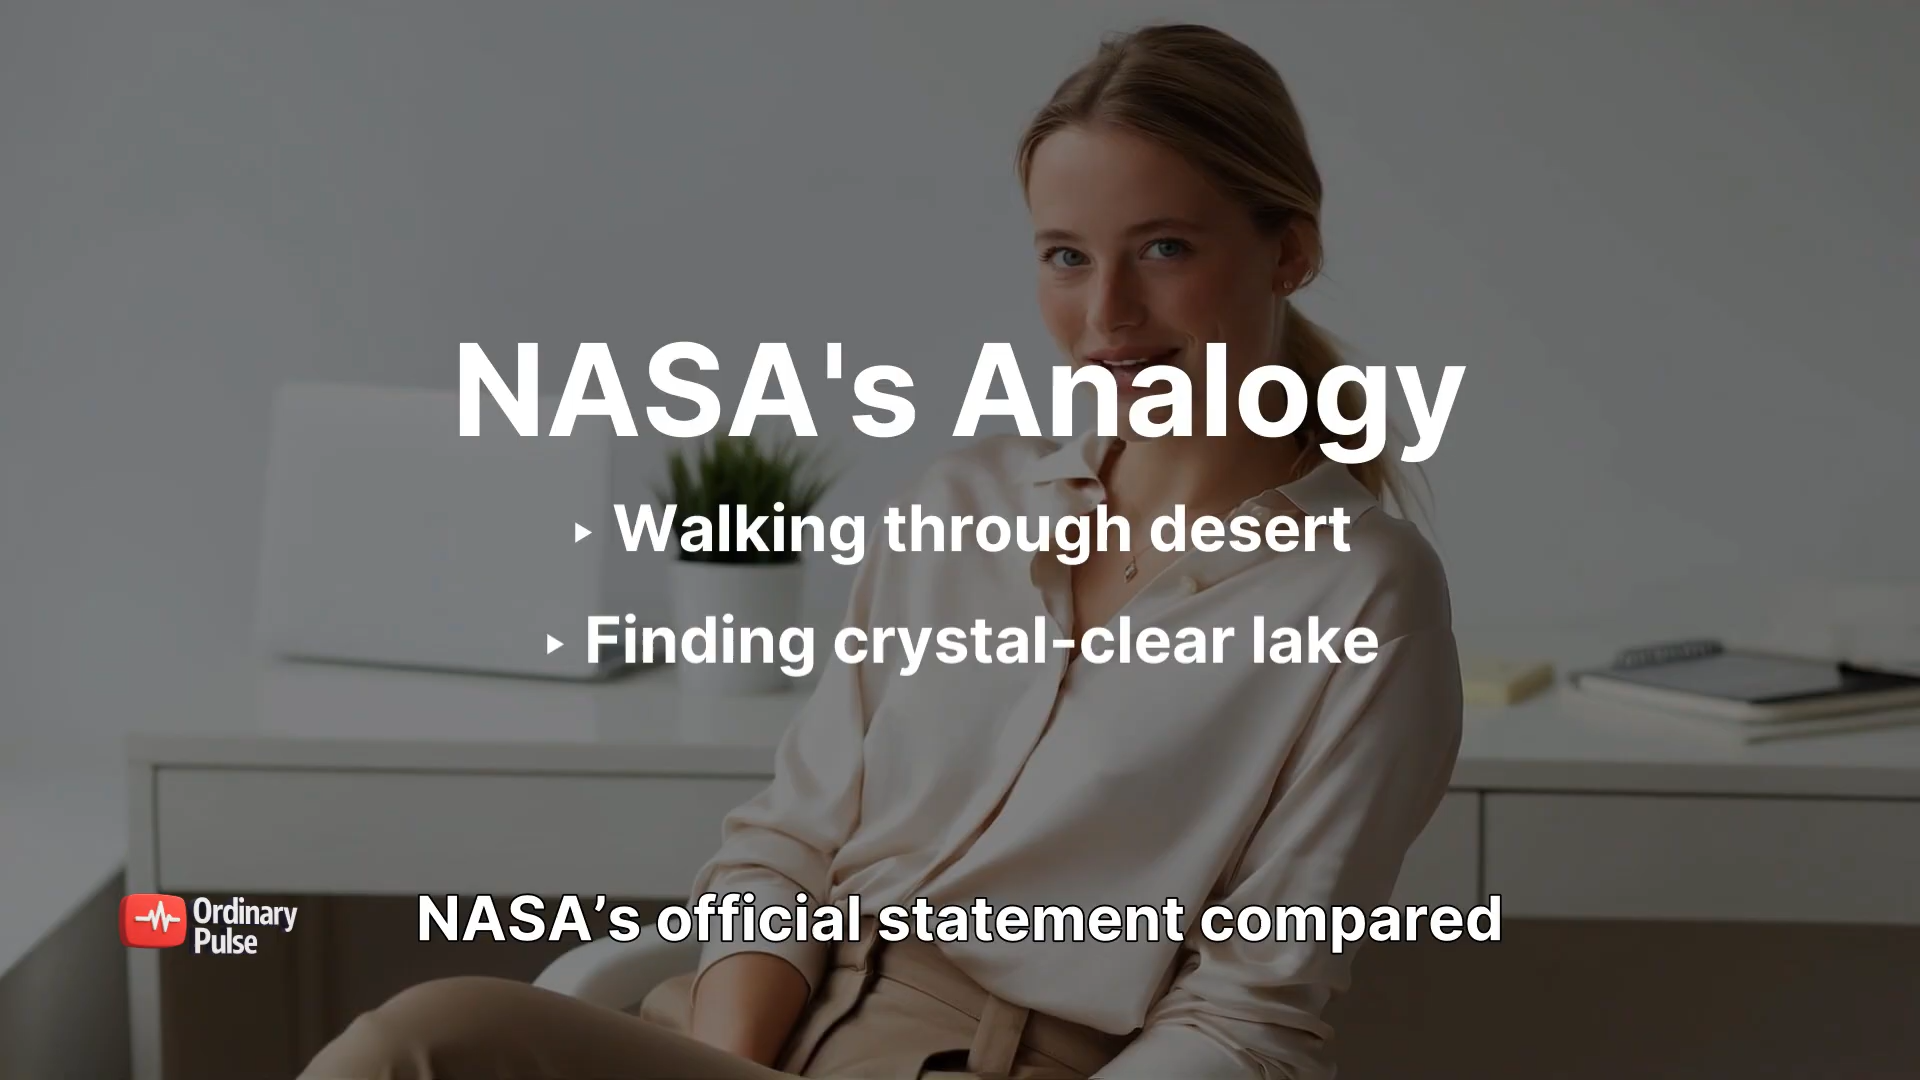 NASA's Analogy
‣ Walking through desert
‣ Finding crystal-clear lake
Ordinary
Pulse
NASA’s official statement compared